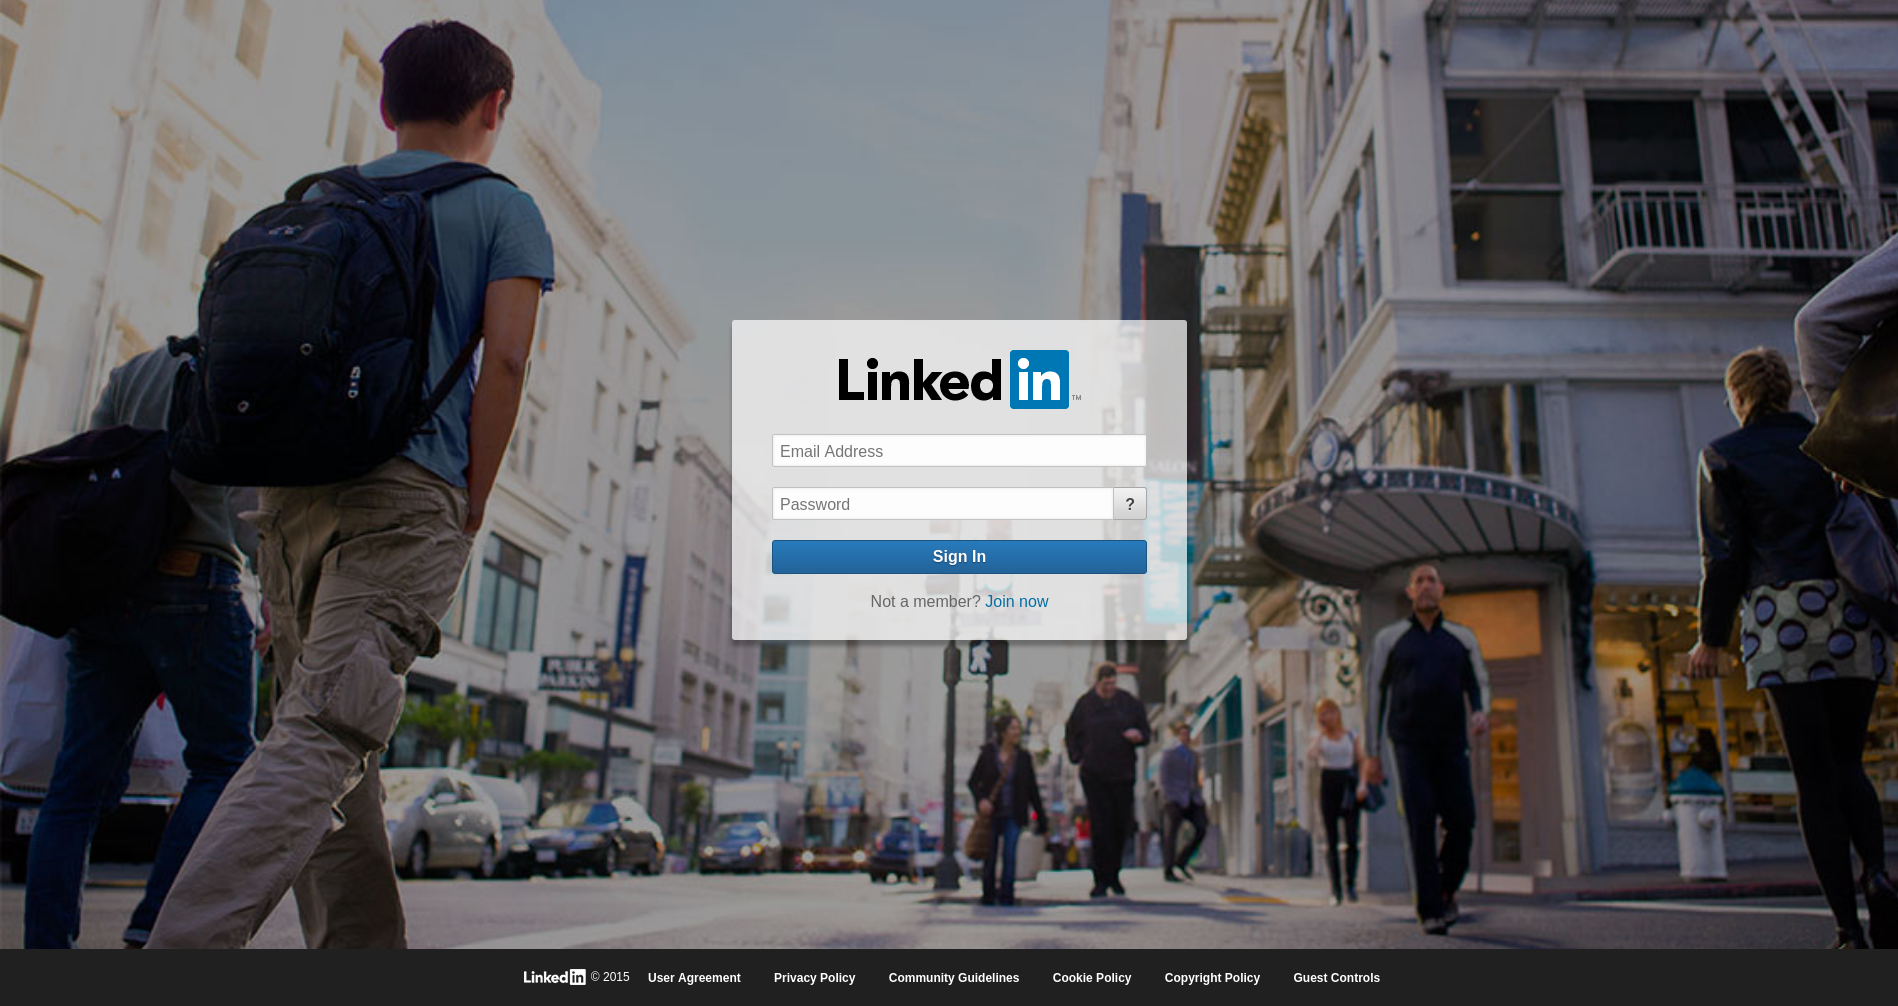 Linked in ™
Email Address
Password ?
Sign In
Not a member? Join now
SALON
PUBLIC
PARKING
Linked in © 2015 User Agreement Privacy Policy Community Guidelines Cookie Policy Copyright Policy Guest Controls